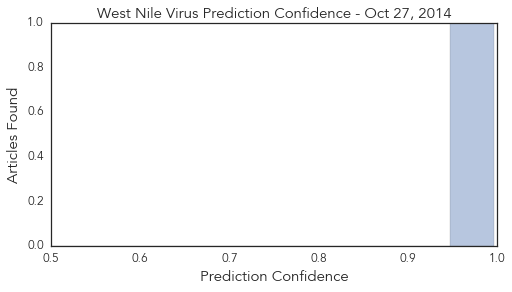 West Nile Virus Prediction Confidence - Oct 27, 2014
Articles Found
1.0
0.8
0.6
0.4
0.2
0.0
0.5 0.6 0.7 0.8 0.9 1.0
Prediction Confidence